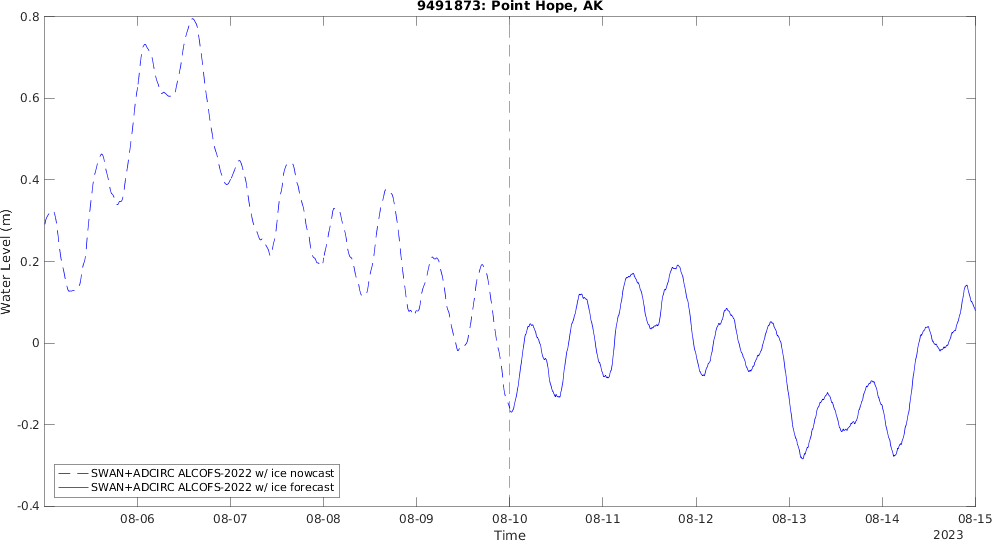 9491873: Point Hope, AK
0.8
0.6
0.4
0.2
0
-0.2
-0.4
Water Level (m)
SWAN+ADCIRC ALCOFS-2022 w/ ice nowcast
SWAN+ADCIRC ALCOFS-2022 w/ ice forecast
08-06 08-07 08-08 08-09 08-10 08-11 08-12 08-13 08-14 08-15
Time
2023